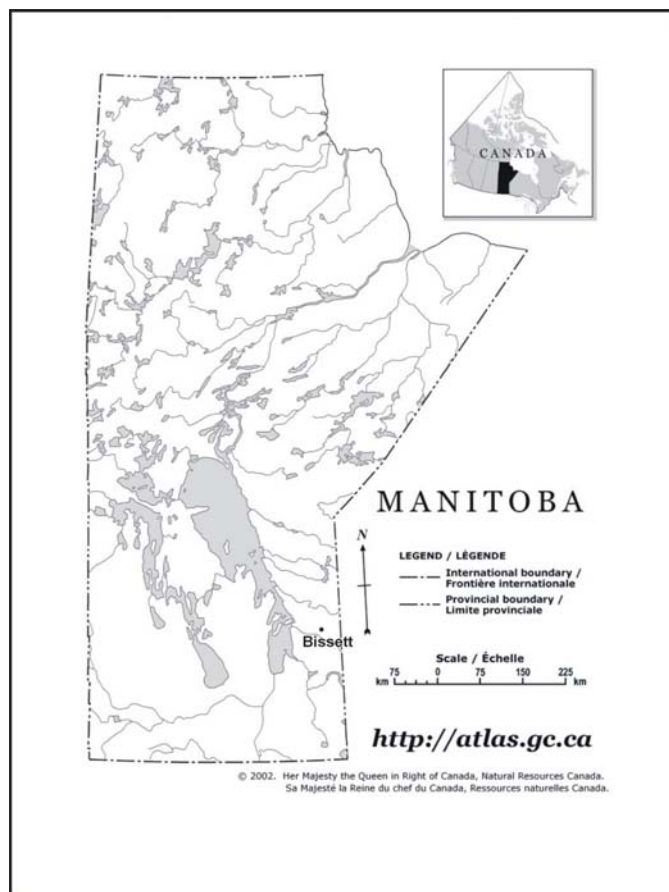 CANADA
MANITOBA
N
LEGEND / LÉGENDE
International boundary /
Frontière internationale
Provincial boundary /
Limite provinciale
Bissett
Scale / Échelle
75 0 75 150 225
km km
http://atlas.gc.ca
© 2002. Her Majesty the Queen in Right of Canada, Natural Resources Canada.
Sa Majesté la Reine du chef du Canada, Ressources naturelles Canada.